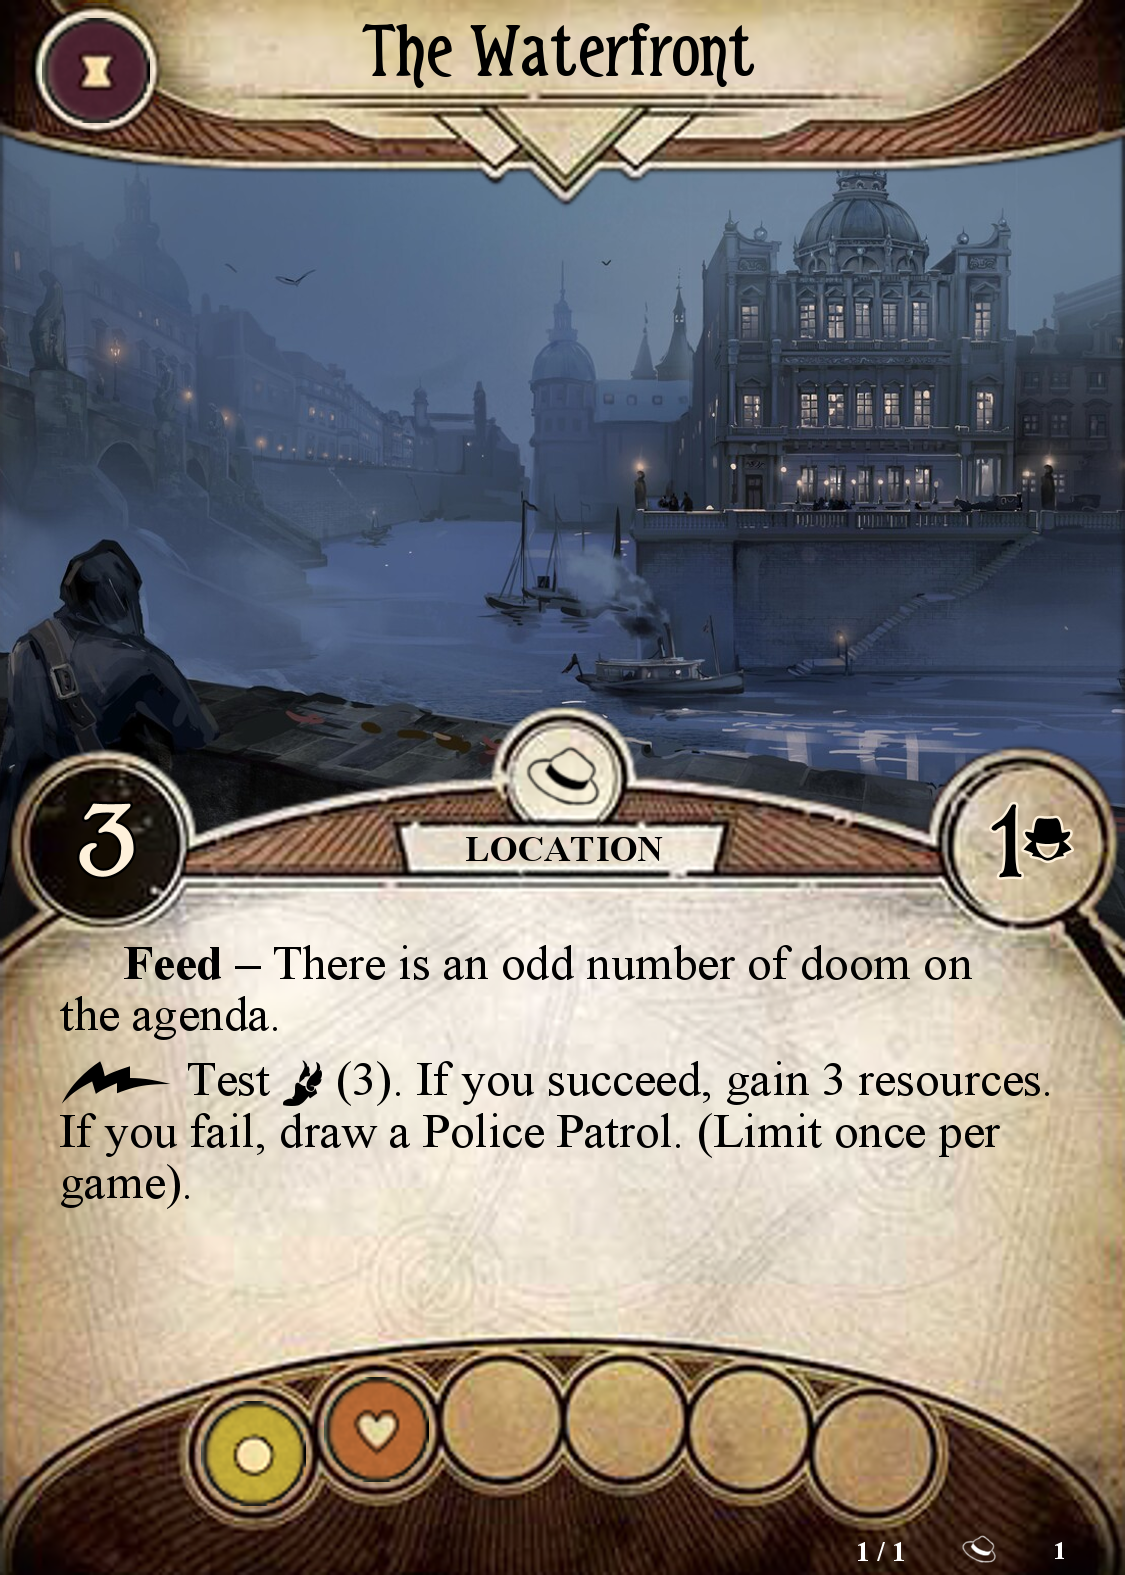 The Waterfront
3
1
LOCATION
Feed – There is an odd number of doom on
the agenda.
Test (3). If you succeed, gain 3 resources.
If you fail, draw a Police Patrol. (Limit once per
game).
1 / 1
1